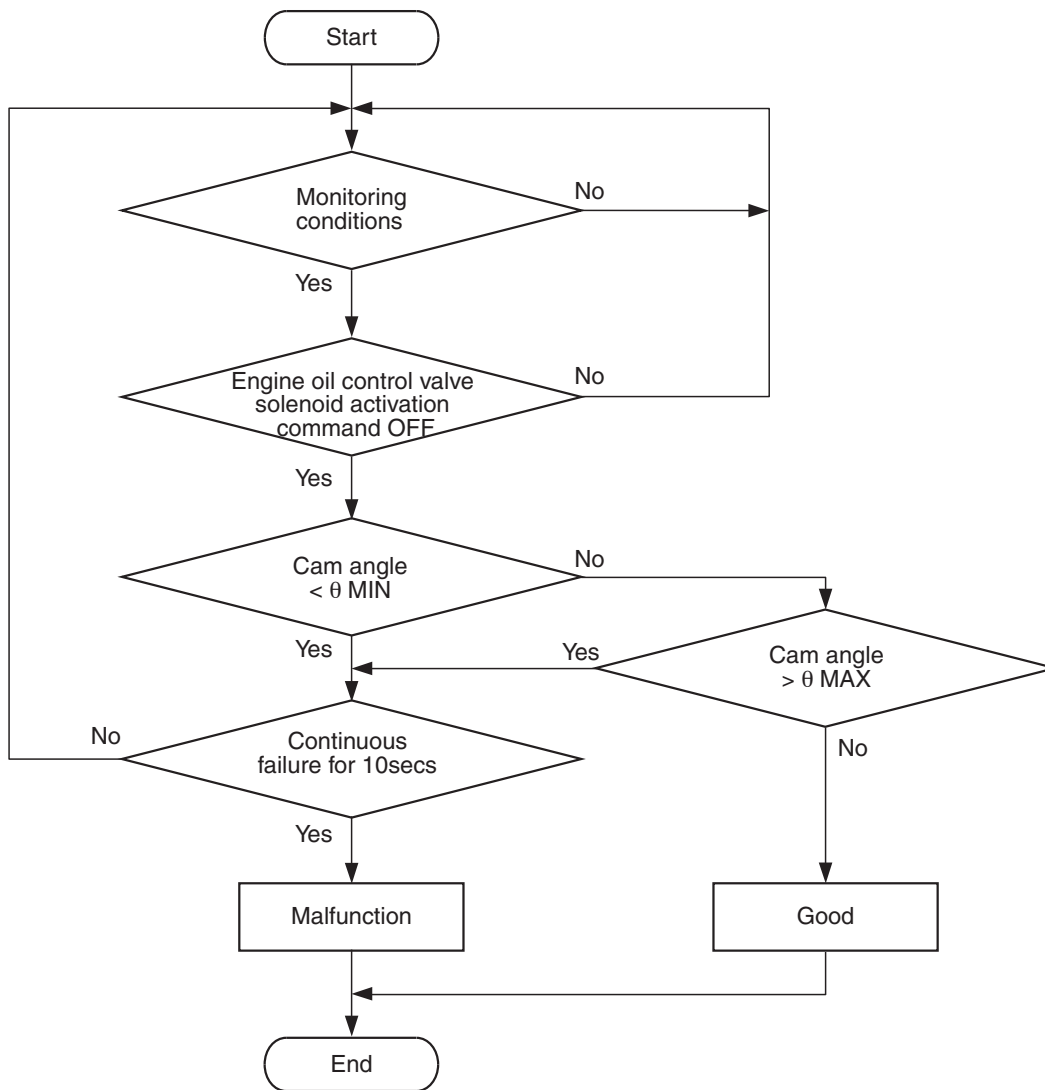 Start
Monitoring
conditions
No
Yes
Engine oil control valve
solenoid activation
command OFF
No
Yes
Cam angle
< θ MIN
No
Yes
Cam angle
> θ MAX
Yes
No
Continuous
failure for 10secs
No
Yes
Malfunction
Good
End